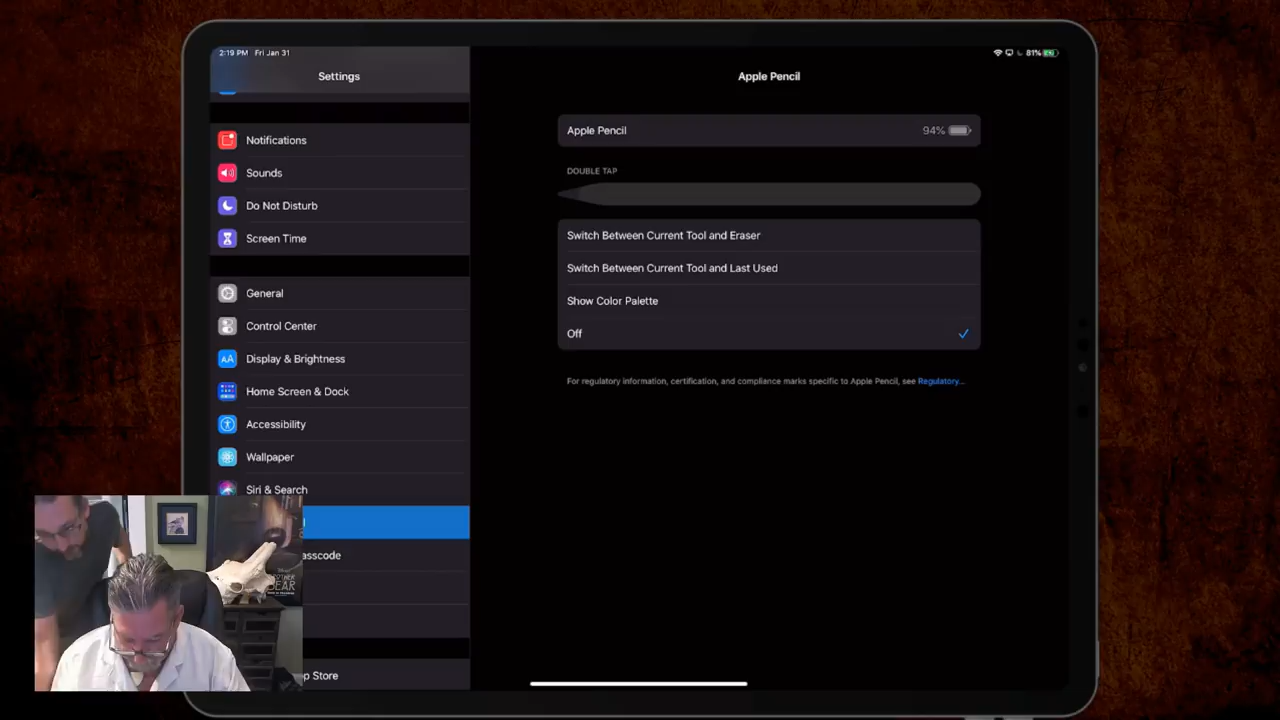 2:19 PM Fri Jan 31
81%
Settings
Notifications
Sounds
Do Not Disturb
Screen Time
General
Control Center
AA
Display & Brightness
Home Screen & Dock
Accessibility
Wallpaper
Siri & Search
asscode
p Store
Apple Pencil
Apple Pencil 94%
DOUBLE TAP
Switch Between Current Tool and Eraser
Switch Between Current Tool and Last Used
Show Color Palette
Off
For regulatory information, certification, and compliance marks specific to Apple Pencil, see Regulatory...
BEAR